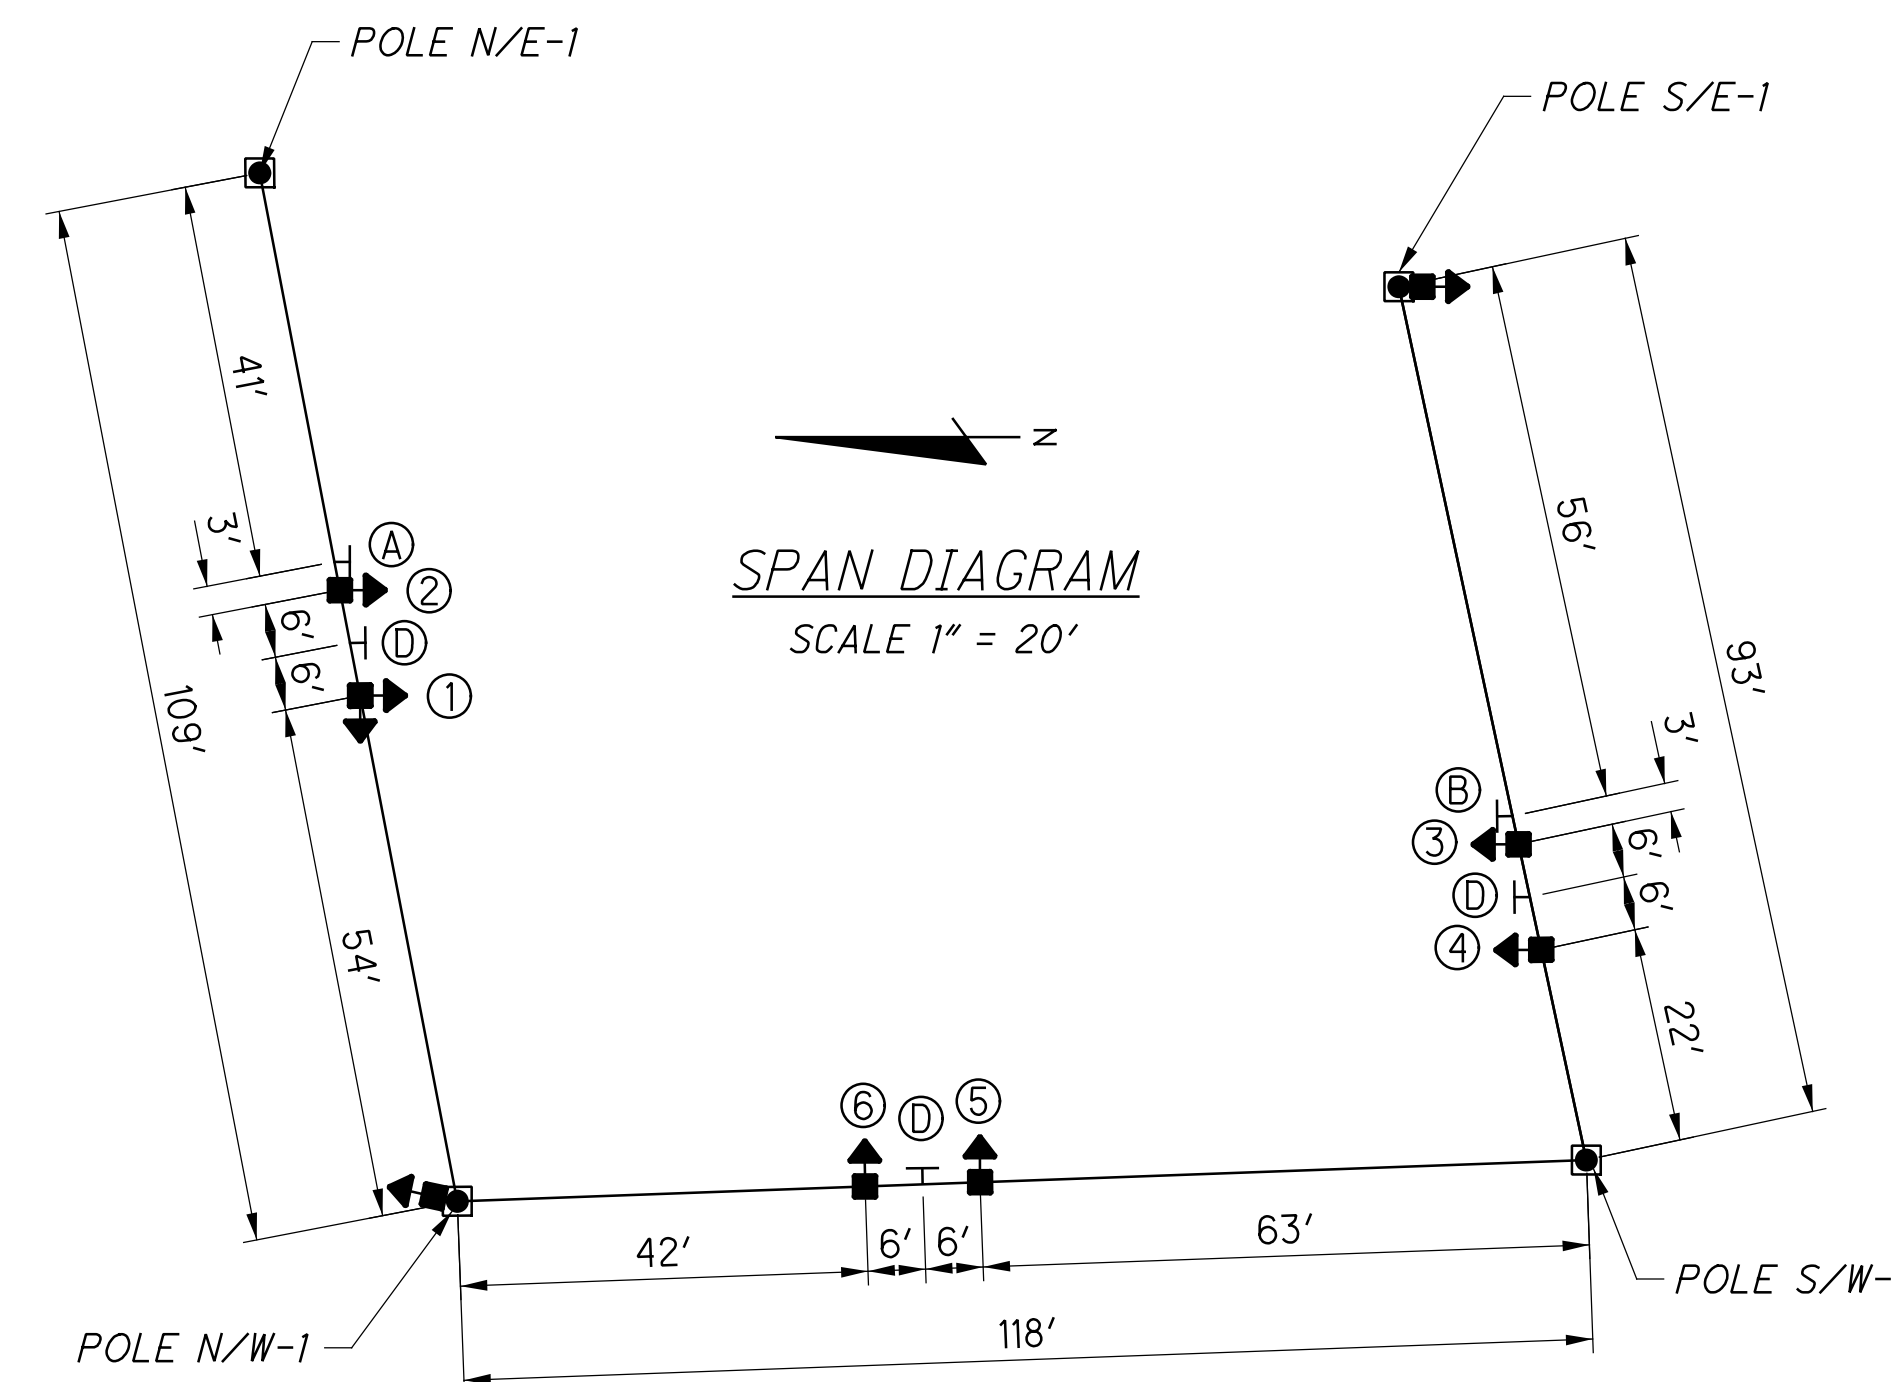 POLE N/E-1
POLE S/E-1
41'
56'
N
SPAN DIAGRAM
SCALE 1" = 20'
3'
A
2
6'
D
6'
1
109'
93'
3'
B
3
6'
D
6'
4
54'
22'
6
D
5
42'
6'
6'
63'
118'
POLE N/W-1
POLE S/W-